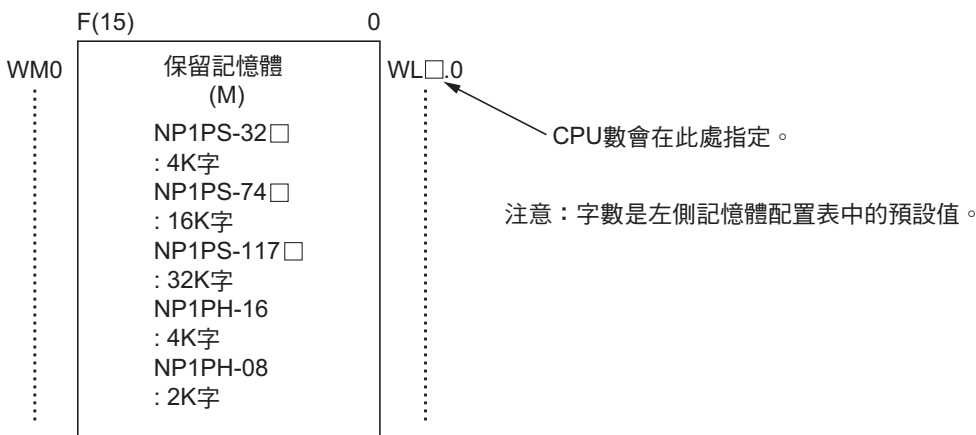 F(15) 0
WM0
保留記憶體
(M)
WL□.0
NP1PS-32□
: 4K字
NP1PS-74□
: 16K字
NP1PS-117□
: 32K字
NP1PH-16
: 4K字
NP1PH-08
: 2K字
CPU數會在此處指定。
注意：字數是左側記憶體配置表中的預設值。